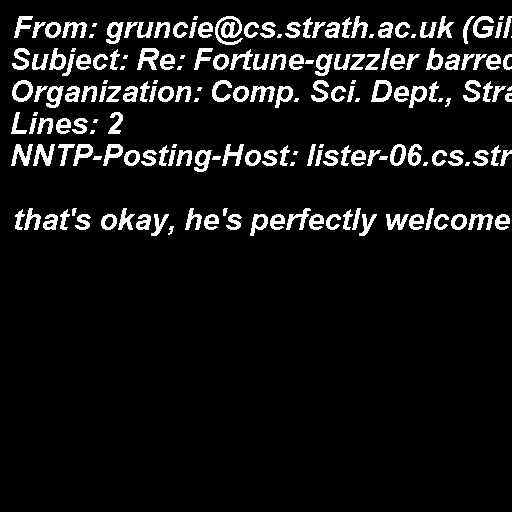 From: gruncie@cs.strath.ac.uk (Gil
Subject: Re: Fortune-guzzler barred
Organization: Comp. Sci. Dept., Stra
Lines: 2
NNTP-Posting-Host: lister-06.cs.str
that's okay, he's perfectly welcome